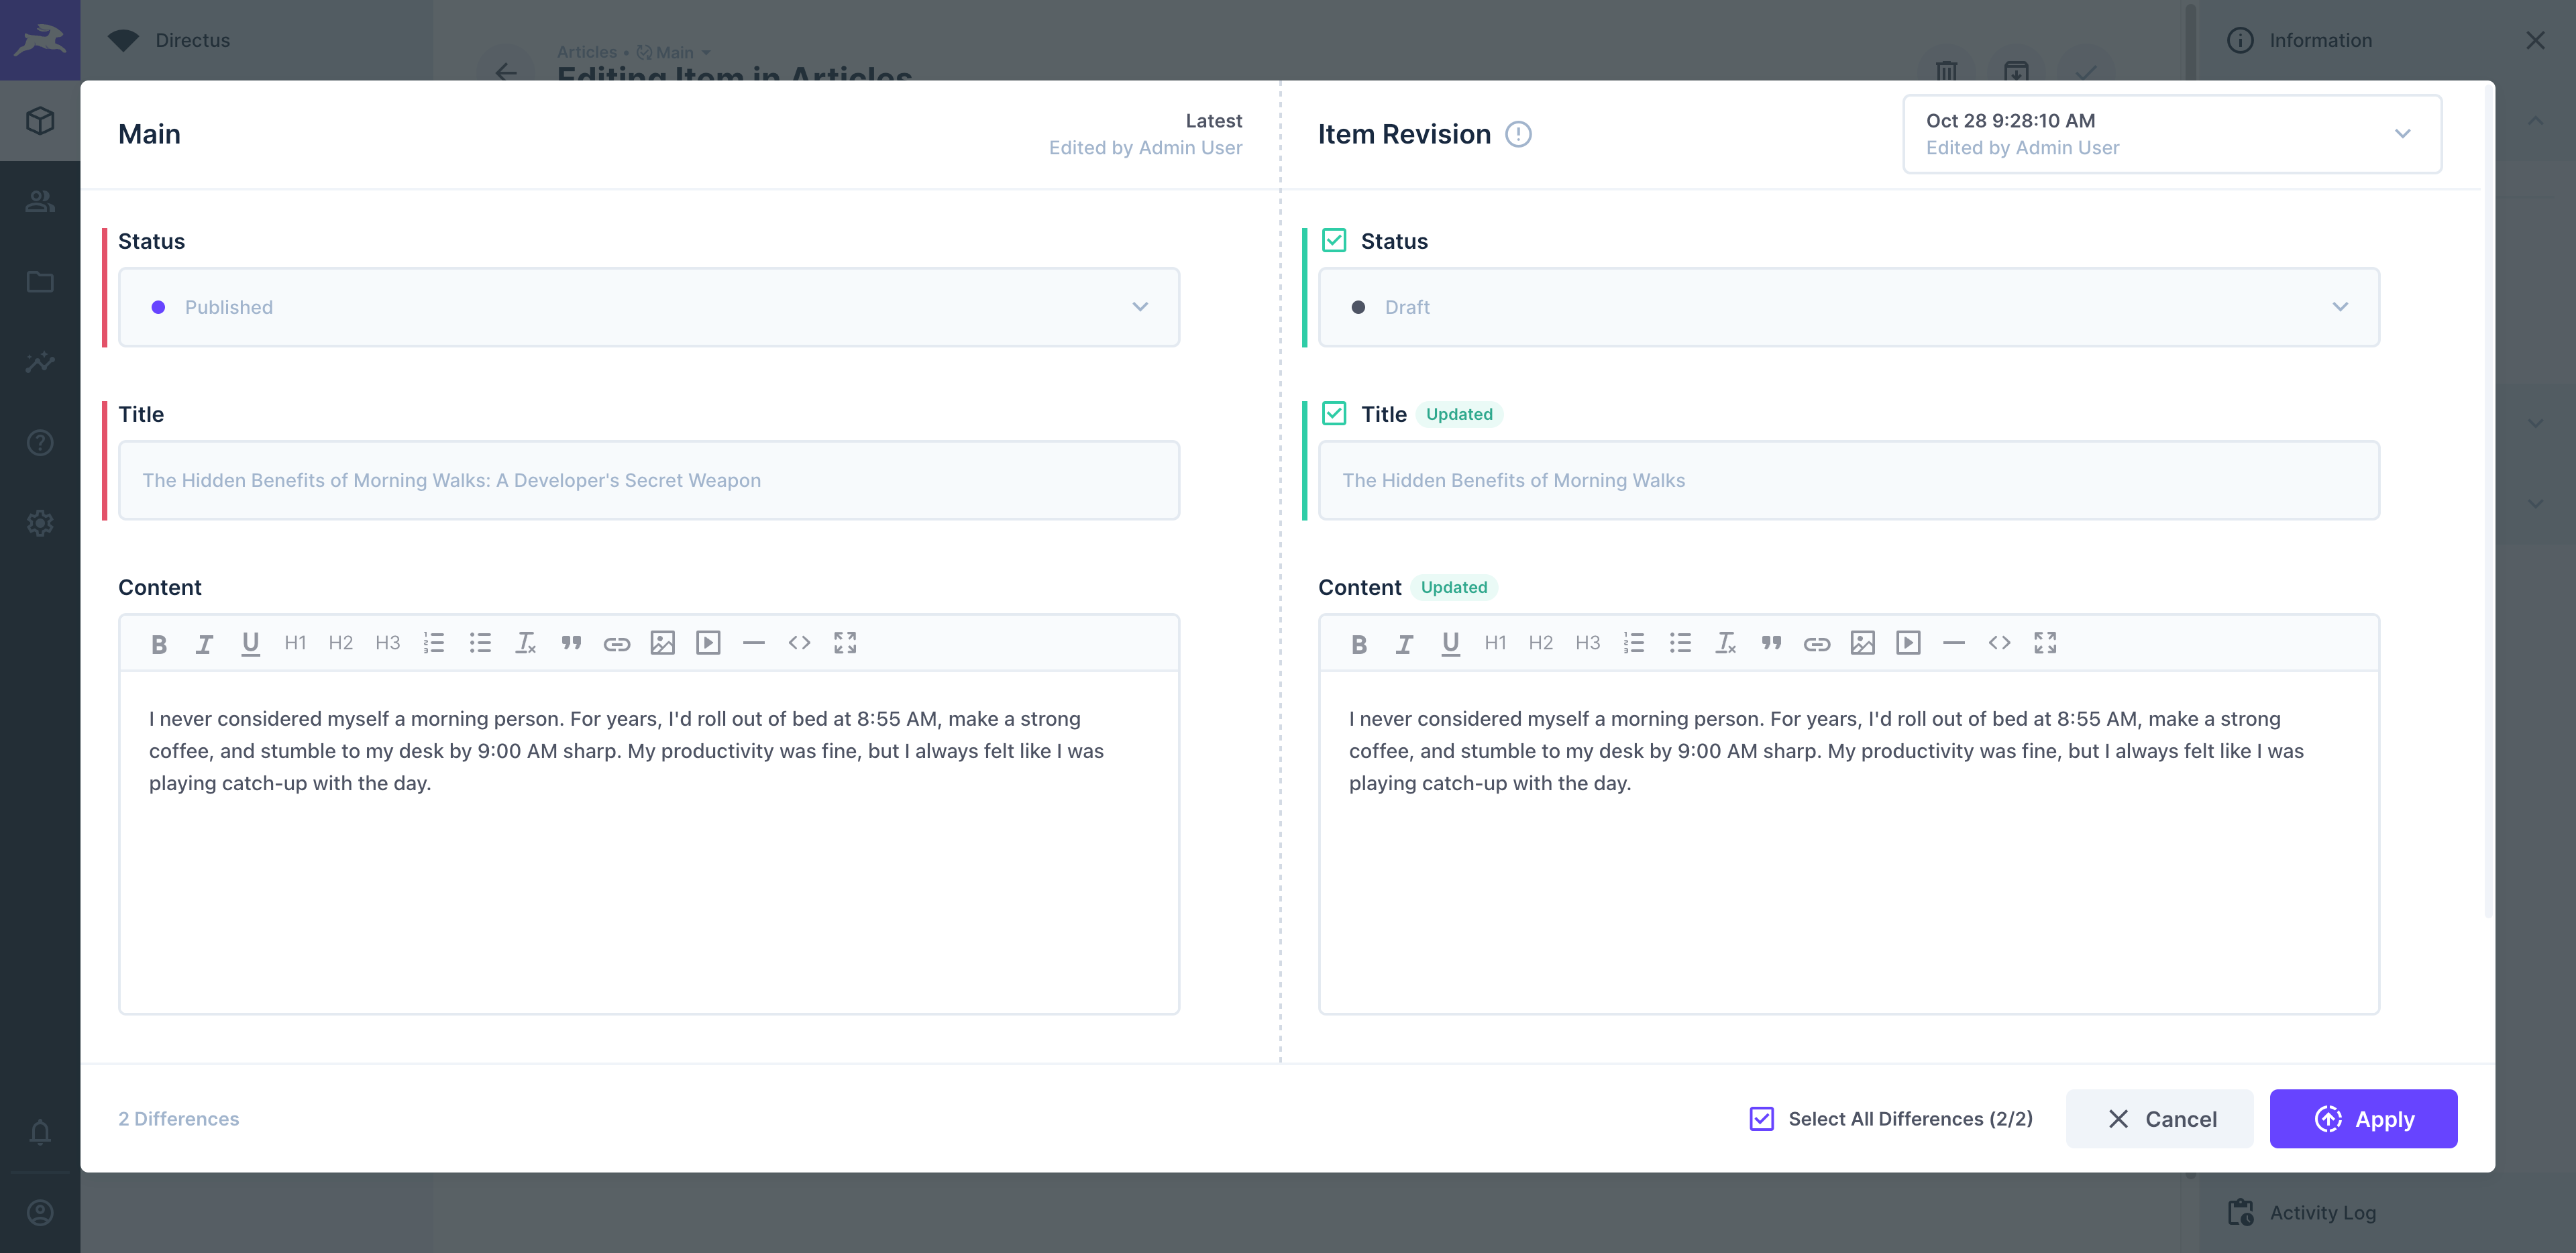 Directus
Articles • Main
Editing Item in Articles
Information
Main
Latest
Edited by Admin User
Item Revision
Oct 28 9:28:10 AM
Edited by Admin User
Status
Published
Status
Draft
Title
The Hidden Benefits of Morning Walks: A Developer's Secret Weapon
Title Updated
The Hidden Benefits of Morning Walks
Content
H1 H2 H3
I never considered myself a morning person. For years, I'd roll out of bed at 8:55 AM, make a strong
coffee, and stumble to my desk by 9:00 AM sharp. My productivity was fine, but I always felt like I was
playing catch-up with the day.
Content Updated
H1 H2 H3
I never considered myself a morning person. For years, I'd roll out of bed at 8:55 AM, make a strong
coffee, and stumble to my desk by 9:00 AM sharp. My productivity was fine, but I always felt like I was
playing catch-up with the day.
2 Differences
Select All Differences (2/2)
Cancel
Apply
Activity Log